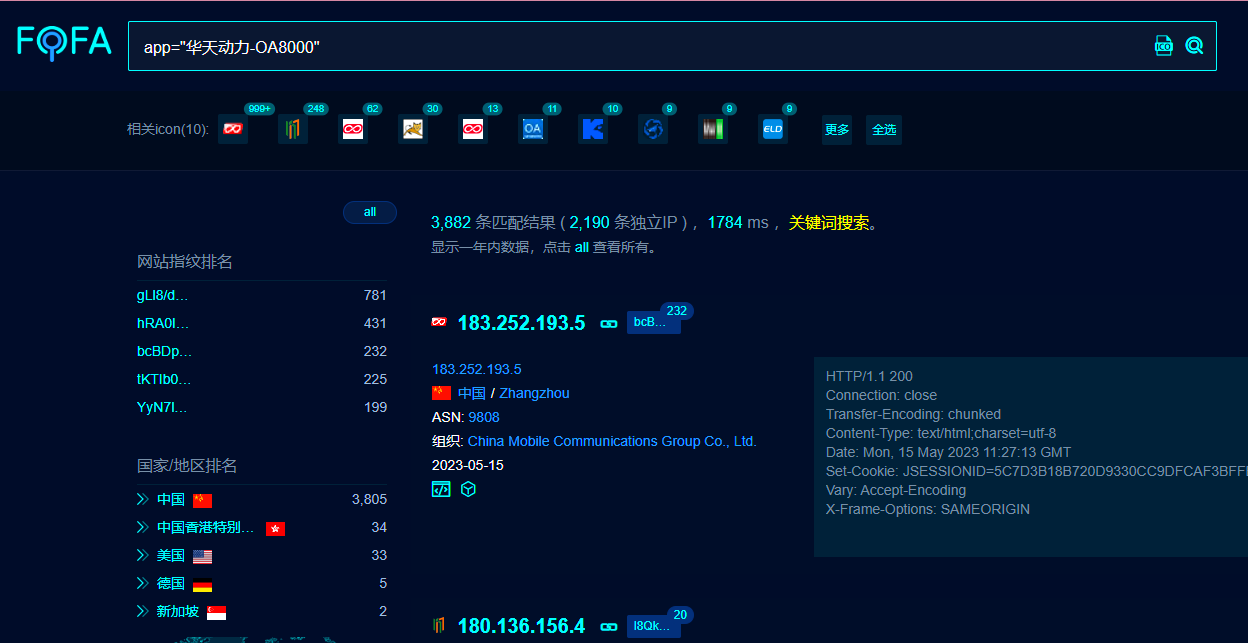 FOFA
app="华天动力-OA8000"
ICO
相关icon(10): 999+ 248 62 30 13 11 10 9 9 9 更多 全选
OA
ELD
all
3,882 条匹配结果 ( 2,190 条独立IP ) ,  1784 ms ,  关键词搜索。
显示一年内数据，点击 all 查看所有。
网站指纹排名
gLI8/d... 781
hRA0I... 431
bcBDp... 232
tKTIb0... 225
YyN7I... 199
国家/地区排名
中国 3,805
中国香港特别... 34
美国 33
德国 5
新加坡 2
183.252.193.5 bcB... 232
183.252.193.5
中国 / Zhangzhou
ASN: 9808
组织: China Mobile Communications Group Co., Ltd.
2023-05-15
HTTP/1.1 200
Connection: close
Transfer-Encoding: chunked
Content-Type: text/html;charset=utf-8
Date: Mon, 15 May 2023 11:27:13 GMT
Set-Cookie: JSESSIONID=5C7D3B18B720D9330CC9DFCAF3BFF
Vary: Accept-Encoding
X-Frame-Options: SAMEORIGIN
180.136.156.4 l8Qk... 20